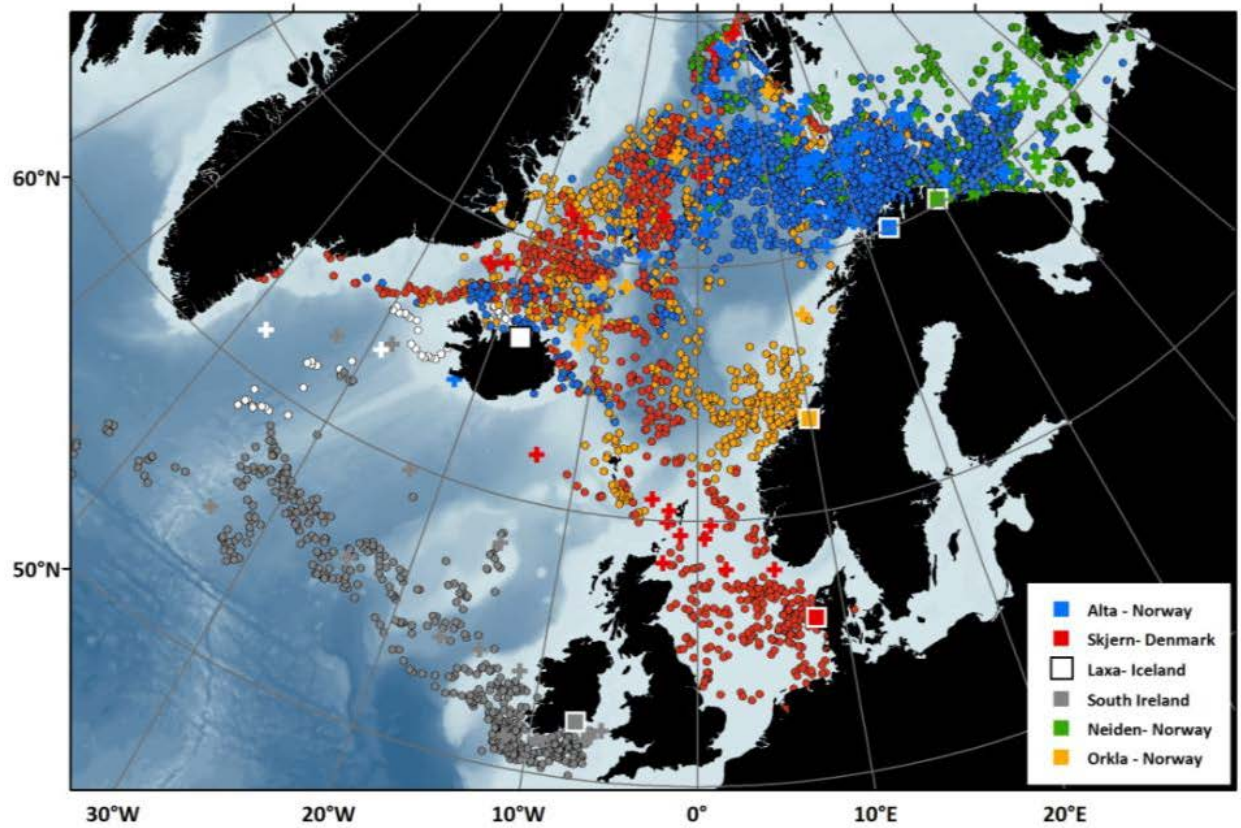 60°N
50°N
Alta - Norway
Skjern- Denmark
Laxa- Iceland
South Ireland
Neiden- Norway
Orkla - Norway
30°W 20°W 10°W 0° 10°E 20°E